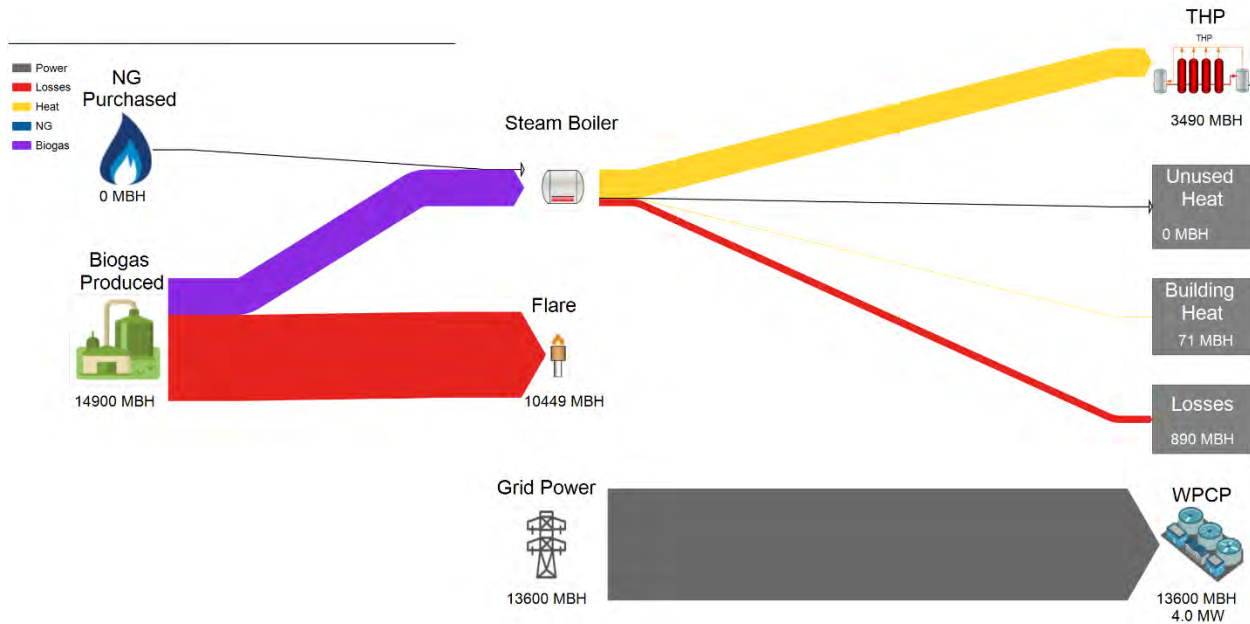 Power
Losses
Heat
NG
Biogas
NG
Purchased
0 MBH
Biogas
Produced
14900 MBH
Steam Boiler
Flare
10449 MBH
THP
THP
3490 MBH
Unused
Heat
0 MBH
Building
Heat
71 MBH
Losses
890 MBH
Grid Power
13600 MBH
WPCP
13600 MBH
4.0 MW